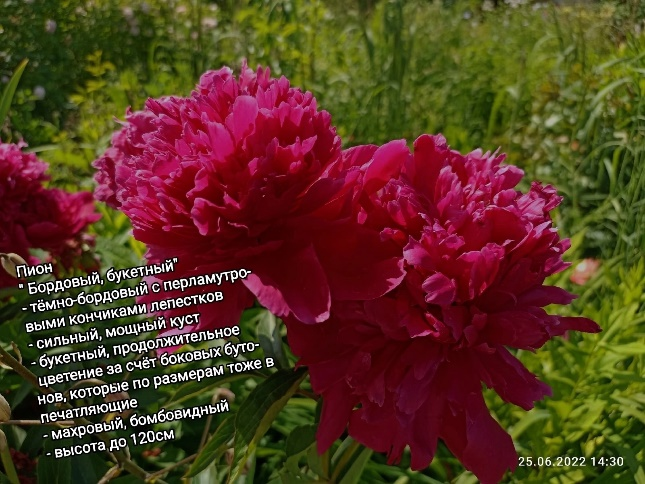 Пион
" Бордовый, букетный"
- тёмно-бордовый с перламутро-
выми кончиками лепестков
- сильный, мощный куст
- букетный, продолжительное
цветение за счёт боковых буто-
нов, которые по размерам тоже в
печатляющие
- махровый, бомбовидный
- высота до 120см
25.06.2022 14:30